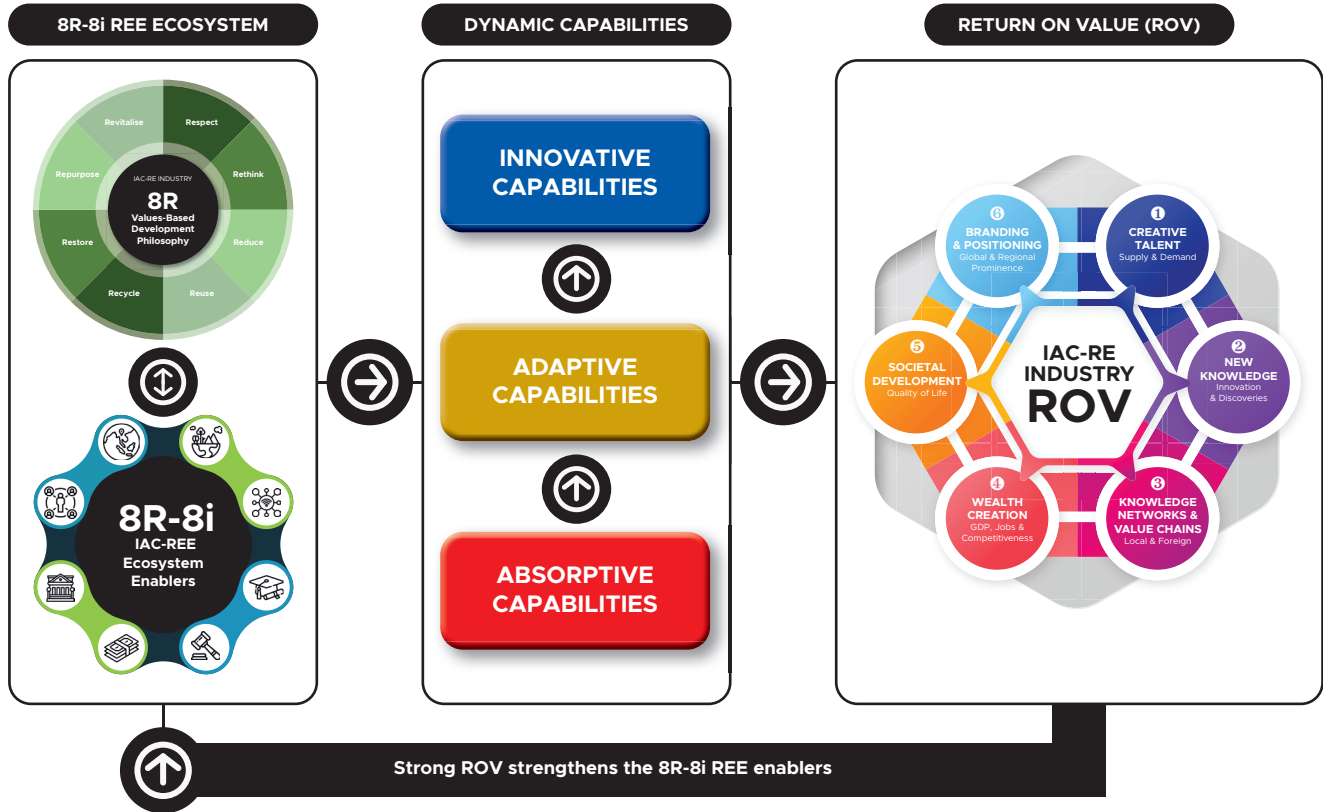 8R-8i REE ECOSYSTEM
DYNAMIC CAPABILITIES
RETURN ON VALUE (ROV)
Revitalise
Respect
Repurpose
Rethink
Restore
Reduce
Recycle
Reuse
IAC-RE INDUSTRY
8R
Values-Based
Development
Philosophy
8R-8i
IAC-REE
Ecosystem
Enablers
INNOVATIVE
CAPABILITIES
ADAPTIVE
CAPABILITIES
ABSORPTIVE
CAPABILITIES
IAC-RE
INDUSTRY
ROV
1
CREATIVE
TALENT
Supply & Demand
2
NEW
KNOWLEDGE
Innovation
& Discoveries
3
KNOWLEDGE
NETWORKS &
VALUE CHAINS
Local & Foreign
4
WEALTH
CREATION
GDP, Jobs &
Competitiveness
5
SOCIETAL
DEVELOPMENT
Quality of Life
6
BRANDING
& POSITIONING
Global & Regional
Prominence
Strong ROV strengthens the 8R-8i REE enablers